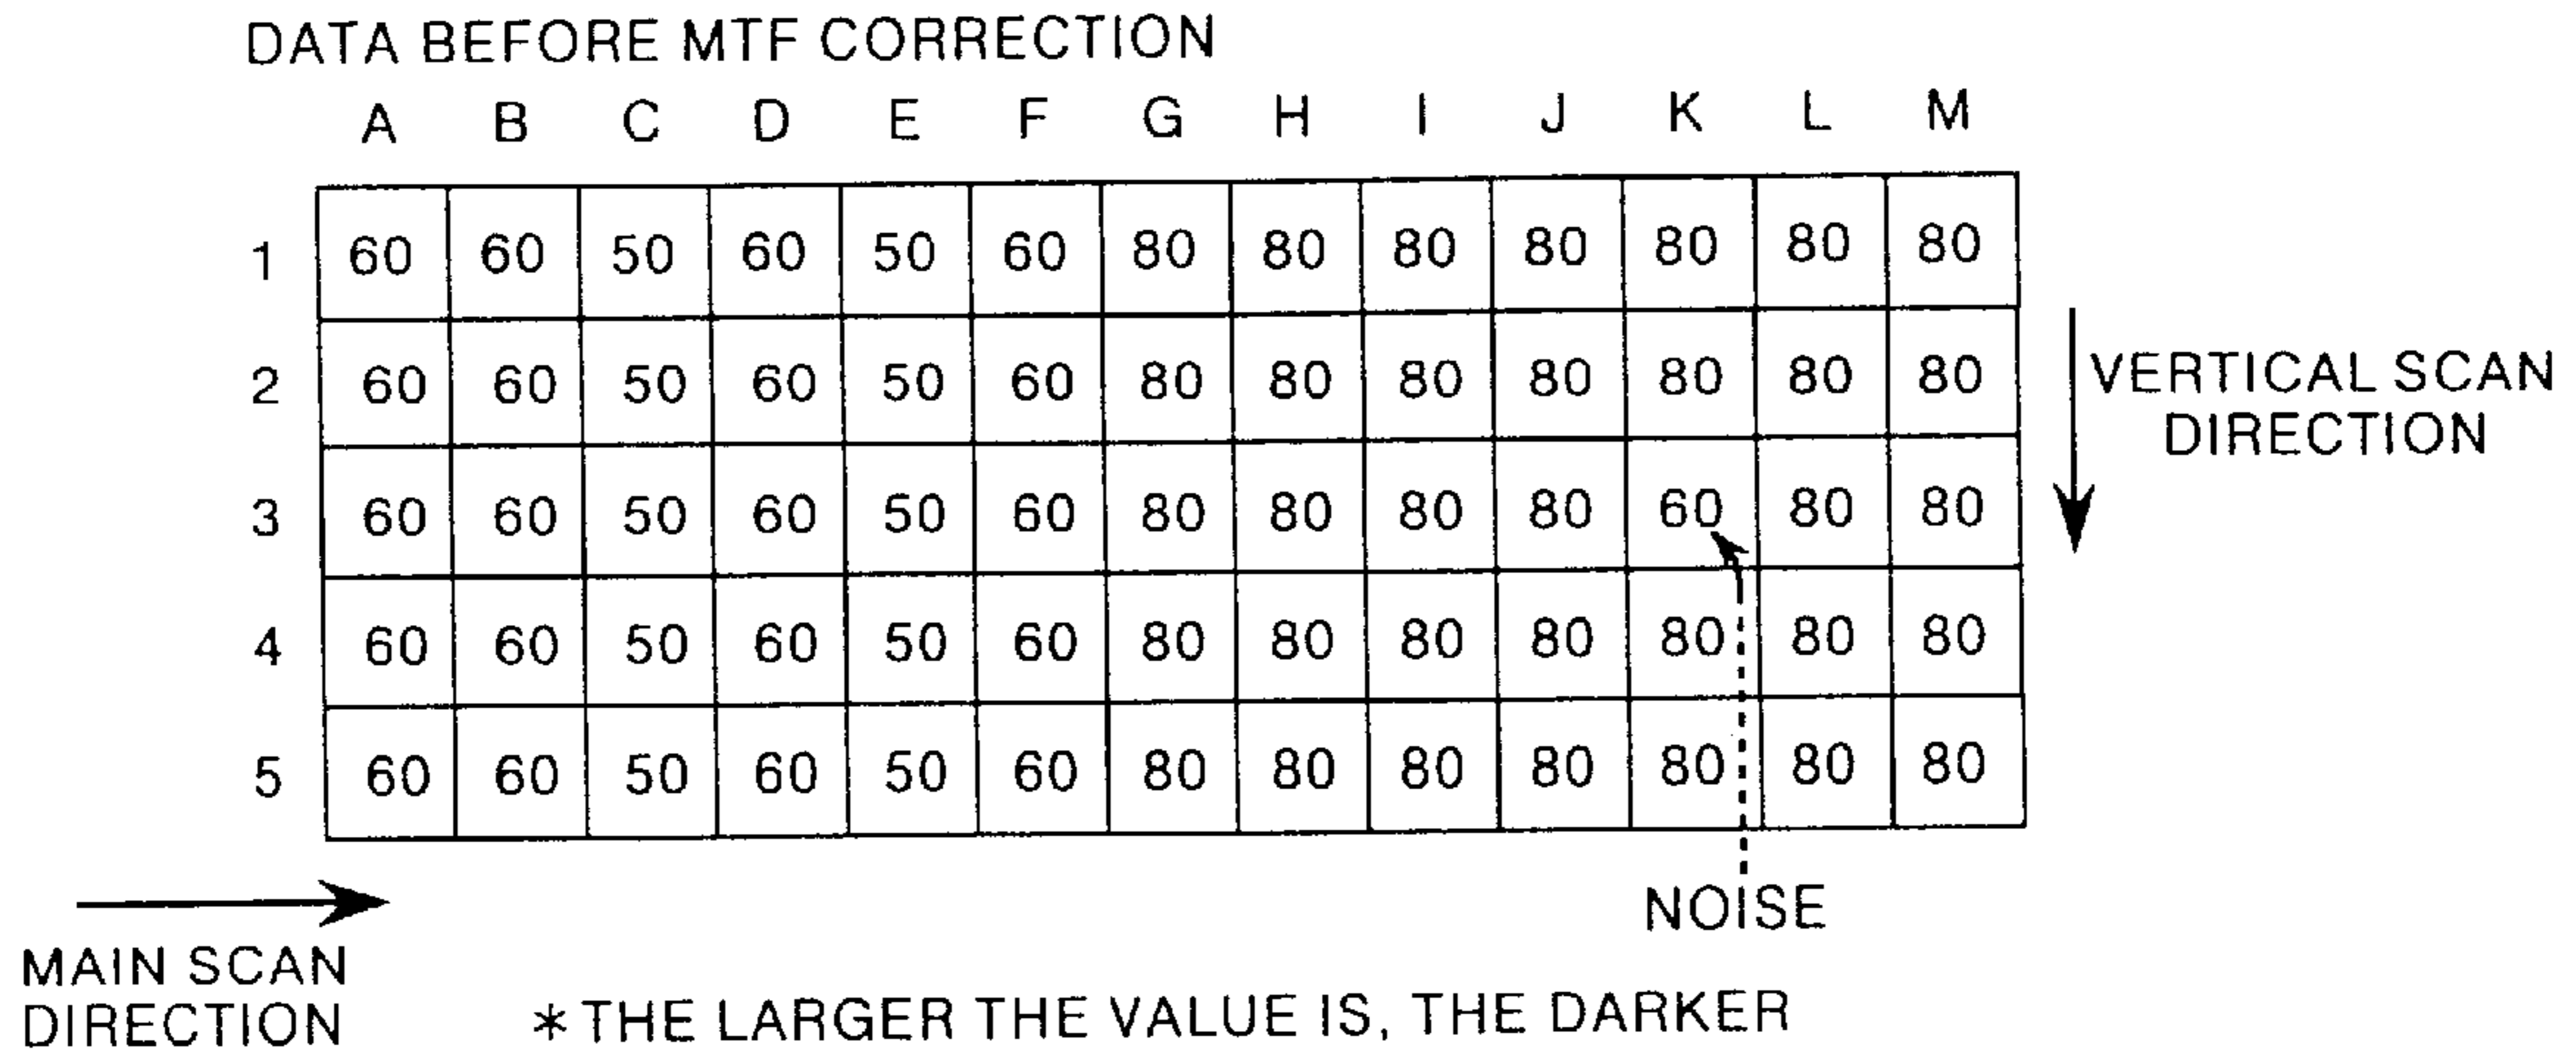 DATA BEFORE MTF CORRECTION
A B C D E F G H I J K L M
1 60 60 50 60 50 60 80 80 80 80 80 80 80
2 60 60 50 60 50 60 80 80 80 80 80 80 80
3 60 60 50 60 50 60 80 80 80 80 60 80 80
4 60 60 50 60 50 60 80 80 80 80 80 80 80
5 60 60 50 60 50 60 80 80 80 80 80 80 80
VERTICAL SCAN
DIRECTION
NOISE
MAIN SCAN
DIRECTION
*THE LARGER THE VALUE IS, THE DARKER